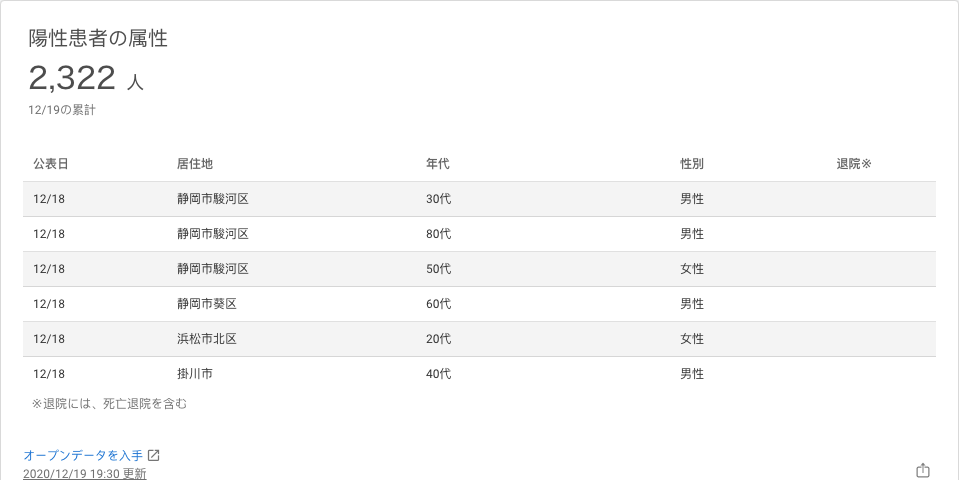 陽性患者の属性
2,322 人
12/19の累計
公表日 居住地 年代 性別 退院※
12/18 静岡市駿河区 30代 男性
12/18 静岡市駿河区 80代 男性
12/18 静岡市駿河区 50代 女性
12/18 静岡市葵区 60代 男性
12/18 浜松市北区 20代 女性
12/18 掛川市 40代 男性
※退院には、死亡退院を含む
オープンデータを入手
2020/12/19 19:30 更新